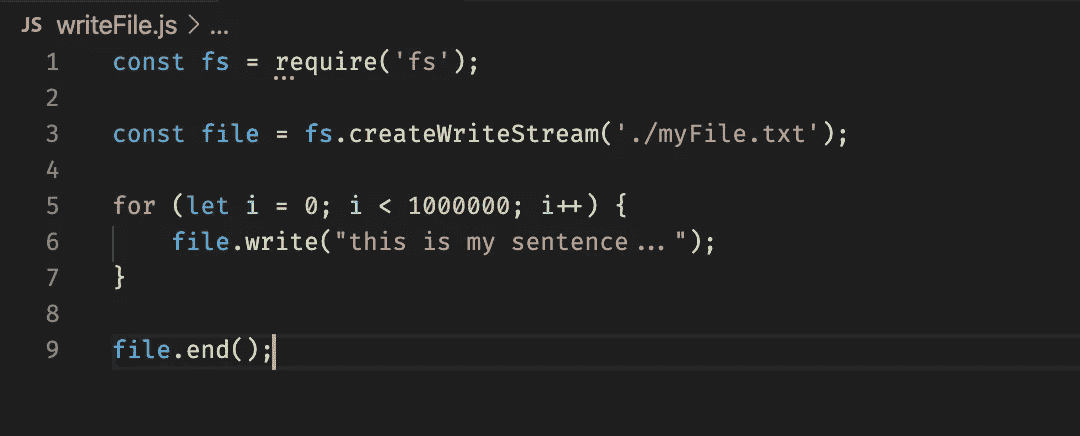 JS writeFile.js > ...
1 const fs = require('fs');
2
3 const file = fs.createWriteStream('./myFile.txt');
4
5 for (let i = 0; i < 1000000; i++) {
6     file.write("this is my sentence...");
7 }
8
9 file.end();